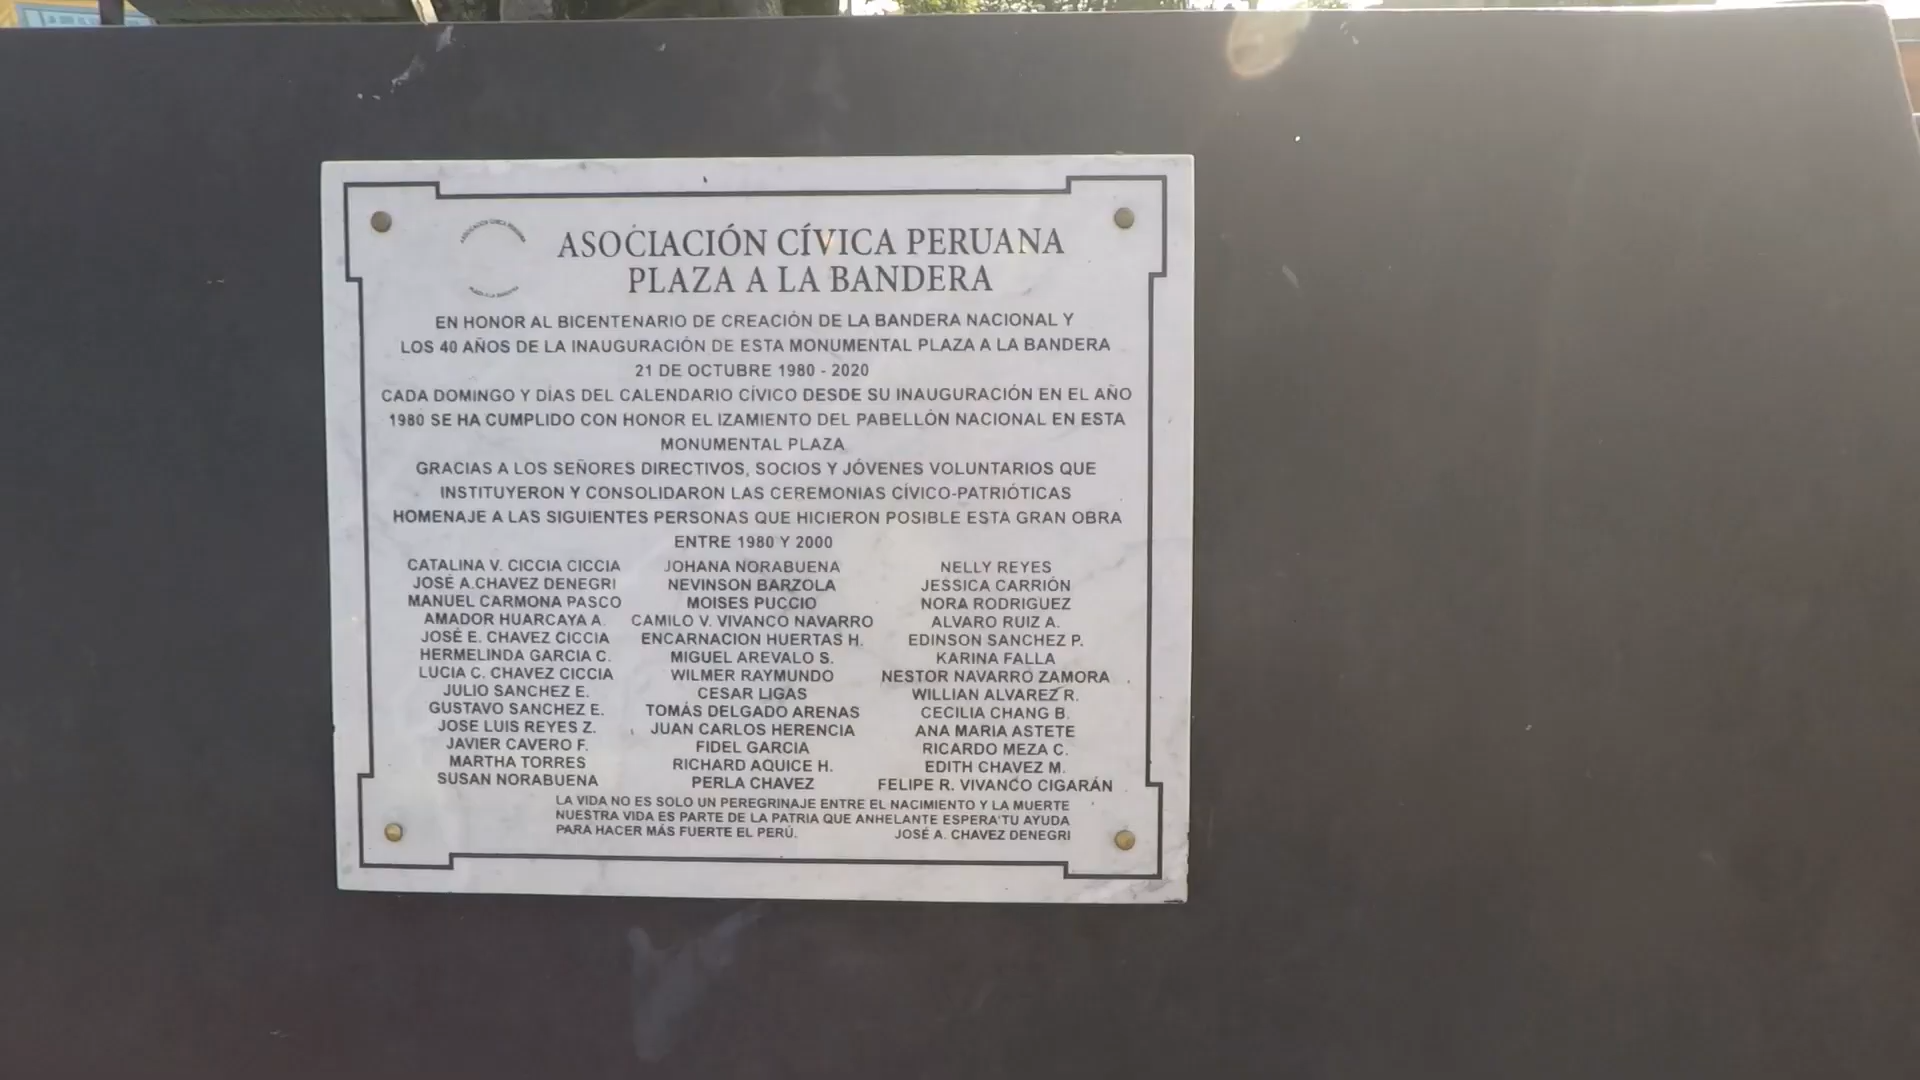 ASOCIACIÓN CÍVICA PERUANA
PLAZA A LA BANDERA
ASOCIACIÓN CÍVICA PERUANA
PLAZA A LA BANDERA
EN HONOR AL BICENTENARIO DE CREACIÓN DE LA BANDERA NACIONAL Y
LOS 40 AÑOS DE LA INAUGURACIÓN DE ESTA MONUMENTAL PLAZA A LA BANDERA
21 DE OCTUBRE 1980 - 2020
CADA DOMINGO Y DÍAS DEL CALENDARIO CÍVICO DESDE SU INAUGURACIÓN EN EL AÑO
1980 SE HA CUMPLIDO CON HONOR EL IZAMIENTO DEL PABELLÓN NACIONAL EN ESTA
MONUMENTAL PLAZA
GRACIAS A LOS SEÑORES DIRECTIVOS, SOCIOS Y JÓVENES VOLUNTARIOS QUE
INSTITUYERON Y CONSOLIDARON LAS CEREMONIAS CÍVICO-PATRIÓTICAS
HOMENAJE A LAS SIGUIENTES PERSONAS QUE HICIERON POSIBLE ESTA GRAN OBRA
ENTRE 1980 Y 2000
CATALINA V. CICCIA CICCIA
JOSÉ A.CHAVEZ DENEGRI
MANUEL CARMONA PASCO
AMADOR HUARCAYA A.
JOSÉ E. CHAVEZ CICCIA
HERMELINDA GARCIA C.
LUCIA C. CHAVEZ CICCIA
JULIO SANCHEZ E.
GUSTAVO SANCHEZ E.
JOSE LUIS REYES Z.
JAVIER CAVERO F.
MARTHA TORRES
SUSAN NORABUENA
JOHANA NORABUENA
NEVINSON BARZOLA
MOISES PUCCIO
CAMILO V. VIVANCO NAVARRO
ENCARNACION HUERTAS H.
MIGUEL AREVALO S.
WILMER RAYMUNDO
CESAR LIGAS
TOMÁS DELGADO ARENAS
JUAN CARLOS HERENCIA
FIDEL GARCIA
RICHARD AQUICE H.
PERLA CHAVEZ
NELLY REYES
JESSICA CARRIÓN
NORA RODRIGUEZ
ALVARO RUIZ A.
EDINSON SANCHEZ P.
KARINA FALLA
NESTOR NAVARRO ZAMORA
WILLIAN ALVAREZ R.
CECILIA CHANG B.
ANA MARIA ASTETE
RICARDO MEZA C.
EDITH CHAVEZ M.
FELIPE R. VIVANCO CIGARÁN
LA VIDA NO ES SOLO UN PEREGRINAJE ENTRE EL NACIMIENTO Y LA MUERTE
NUESTRA VIDA ES PARTE DE LA PATRIA QUE ANHELANTE ESPERA TU AYUDA
PARA HACER MÁS FUERTE EL PERÚ.
JOSÉ A. CHAVEZ DENEGRI